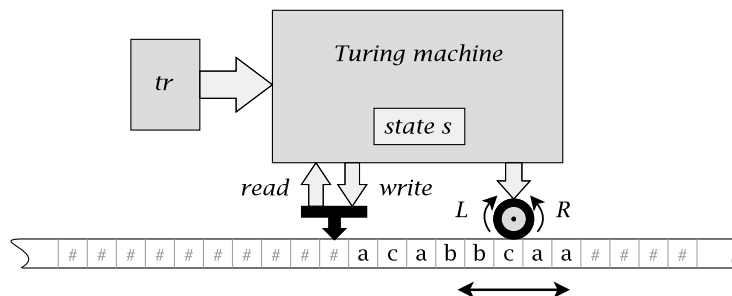 Turing machine
tr
state s
read
write
L
R
# # # # # # # # # # a c a b b c a a # # # #